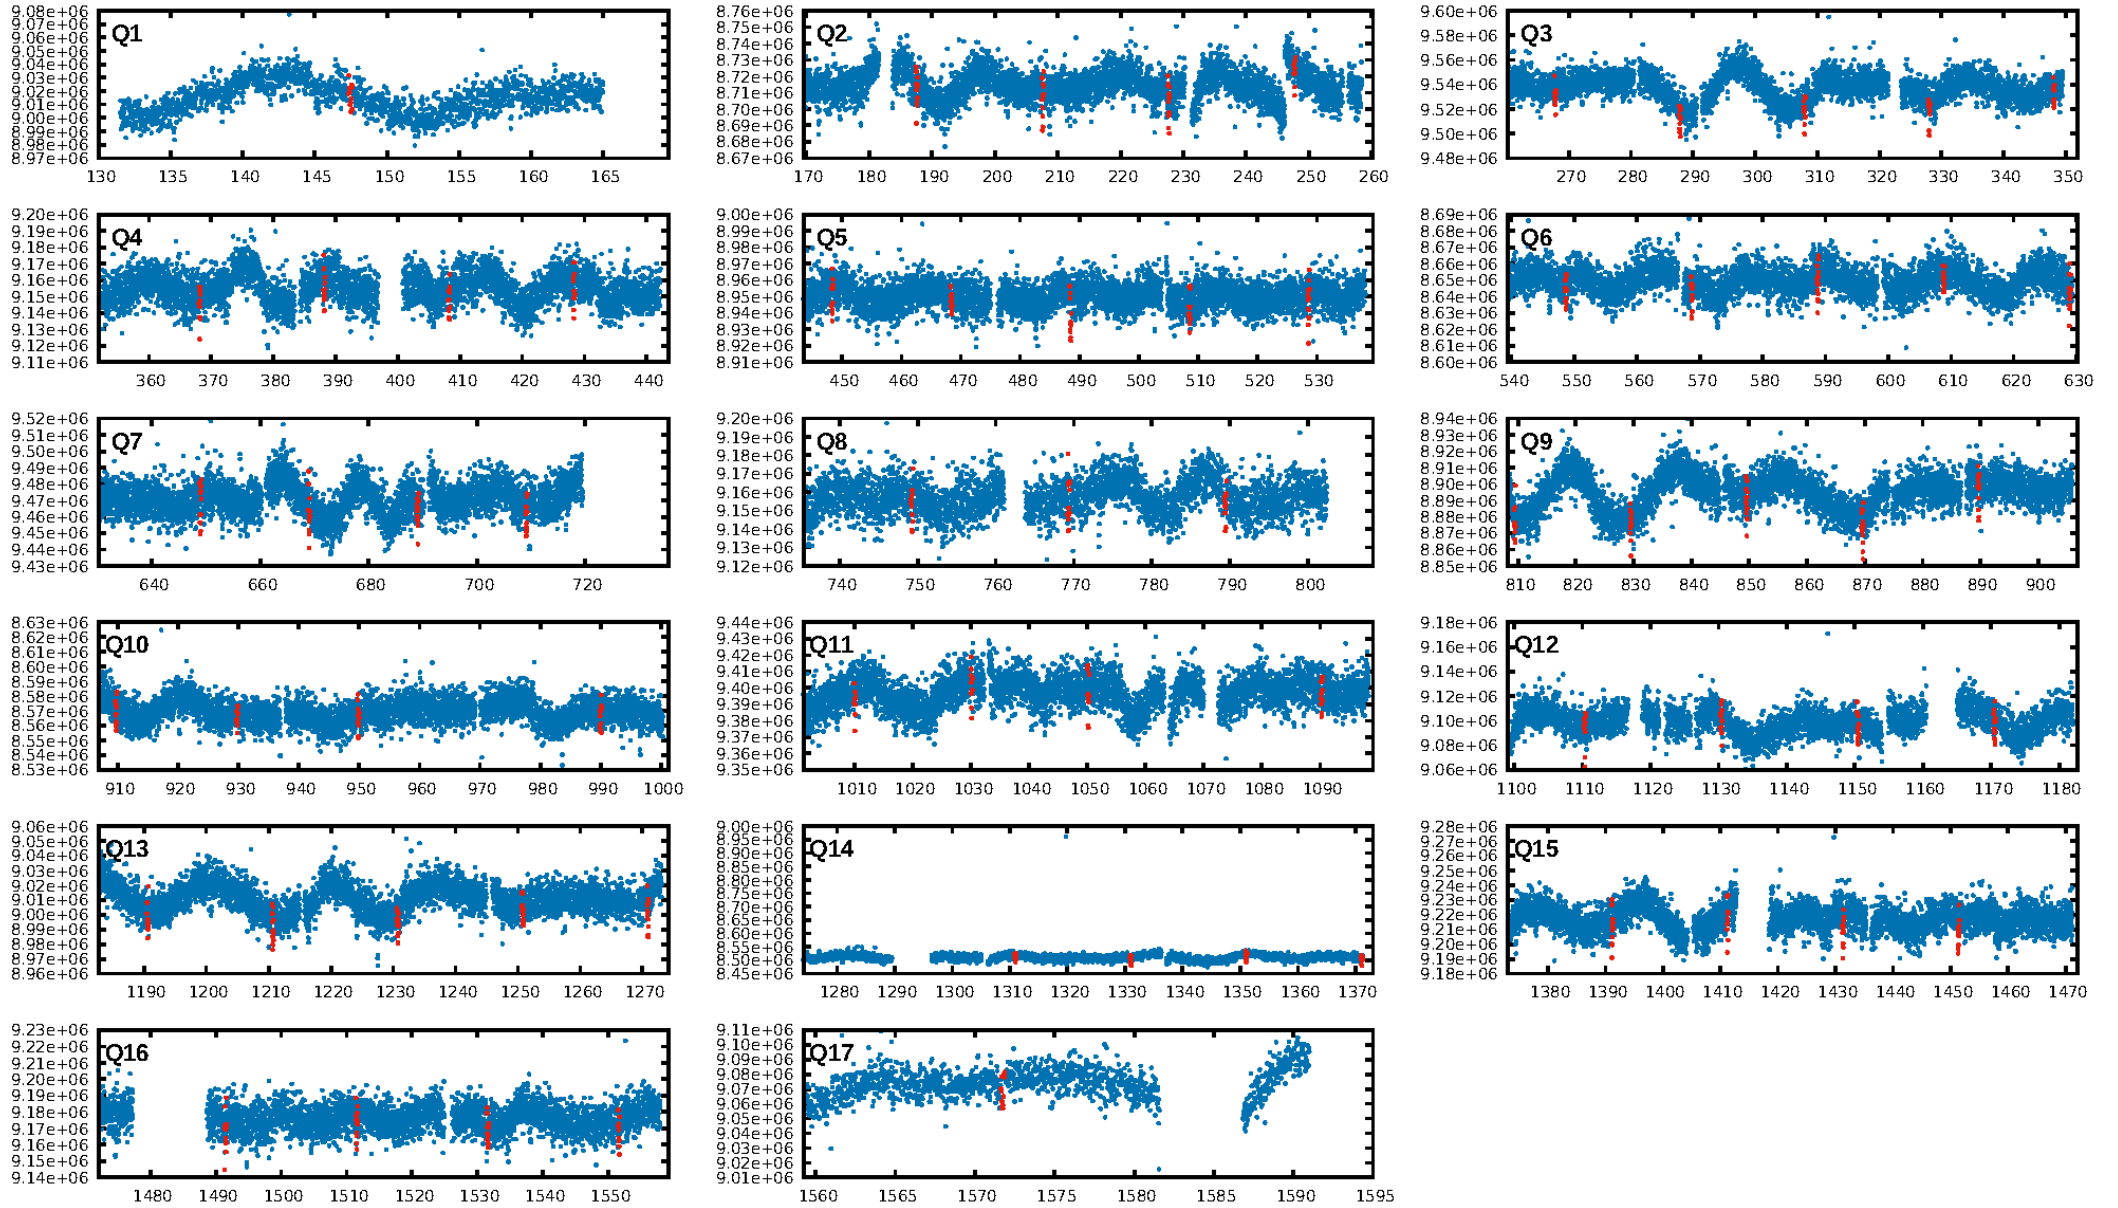 Q1
9.08e+06
9.07e+06
9.06e+06
9.05e+06
9.04e+06
9.03e+06
9.02e+06
9.01e+06
9.00e+06
8.99e+06
8.98e+06
8.97e+06
130 135 140 145 150 155 160 165
Q2
8.76e+06
8.75e+06
8.74e+06
8.73e+06
8.72e+06
8.71e+06
8.70e+06
8.69e+06
8.68e+06
8.67e+06
170 180 190 200 210 220 230 240 250 260
Q3
9.60e+06
9.58e+06
9.56e+06
9.54e+06
9.52e+06
9.50e+06
9.48e+06
270 280 290 300 310 320 330 340 350
Q4
9.20e+06
9.19e+06
9.18e+06
9.17e+06
9.16e+06
9.15e+06
9.14e+06
9.13e+06
9.12e+06
9.11e+06
360 370 380 390 400 410 420 430 440
Q5
9.00e+06
8.99e+06
8.98e+06
8.97e+06
8.96e+06
8.95e+06
8.94e+06
8.93e+06
8.92e+06
8.91e+06
450 460 470 480 490 500 510 520 530
Q6
8.69e+06
8.68e+06
8.67e+06
8.66e+06
8.65e+06
8.64e+06
8.63e+06
8.62e+06
8.61e+06
8.60e+06
540 550 560 570 580 590 600 610 620 630
Q7
9.52e+06
9.51e+06
9.50e+06
9.49e+06
9.48e+06
9.47e+06
9.46e+06
9.45e+06
9.44e+06
9.43e+06
640 660 680 700 720
Q8
9.20e+06
9.19e+06
9.18e+06
9.17e+06
9.16e+06
9.15e+06
9.14e+06
9.13e+06
9.12e+06
740 750 760 770 780 790 800
Q9
8.94e+06
8.93e+06
8.92e+06
8.91e+06
8.90e+06
8.89e+06
8.88e+06
8.87e+06
8.86e+06
8.85e+06
810 820 830 840 850 860 870 880 890 900
Q10
8.63e+06
8.62e+06
8.61e+06
8.60e+06
8.59e+06
8.58e+06
8.57e+06
8.56e+06
8.55e+06
8.54e+06
8.53e+06
910 920 930 940 950 960 970 980 990 1000
Q11
9.44e+06
9.43e+06
9.42e+06
9.41e+06
9.40e+06
9.39e+06
9.38e+06
9.37e+06
9.36e+06
9.35e+06
1010 1020 1030 1040 1050 1060 1070 1080 1090
Q12
9.18e+06
9.16e+06
9.14e+06
9.12e+06
9.10e+06
9.08e+06
9.06e+06
1100 1110 1120 1130 1140 1150 1160 1170 1180
Q13
9.06e+06
9.05e+06
9.04e+06
9.03e+06
9.02e+06
9.01e+06
9.00e+06
8.99e+06
8.98e+06
8.97e+06
8.96e+06
1190 1200 1210 1220 1230 1240 1250 1260 1270
Q14
9.00e+06
8.95e+06
8.90e+06
8.85e+06
8.80e+06
8.75e+06
8.70e+06
8.65e+06
8.60e+06
8.55e+06
8.50e+06
8.45e+06
1280 1290 1300 1310 1320 1330 1340 1350 1360 1370
Q15
9.28e+06
9.27e+06
9.26e+06
9.25e+06
9.24e+06
9.23e+06
9.22e+06
9.21e+06
9.20e+06
9.19e+06
9.18e+06
1380 1390 1400 1410 1420 1430 1440 1450 1460 1470
Q16
9.23e+06
9.22e+06
9.21e+06
9.20e+06
9.19e+06
9.18e+06
9.17e+06
9.16e+06
9.15e+06
9.14e+06
1480 1490 1500 1510 1520 1530 1540 1550
Q17
9.11e+06
9.10e+06
9.09e+06
9.08e+06
9.07e+06
9.06e+06
9.05e+06
9.04e+06
9.03e+06
9.02e+06
9.01e+06
1560 1565 1570 1575 1580 1585 1590 1595